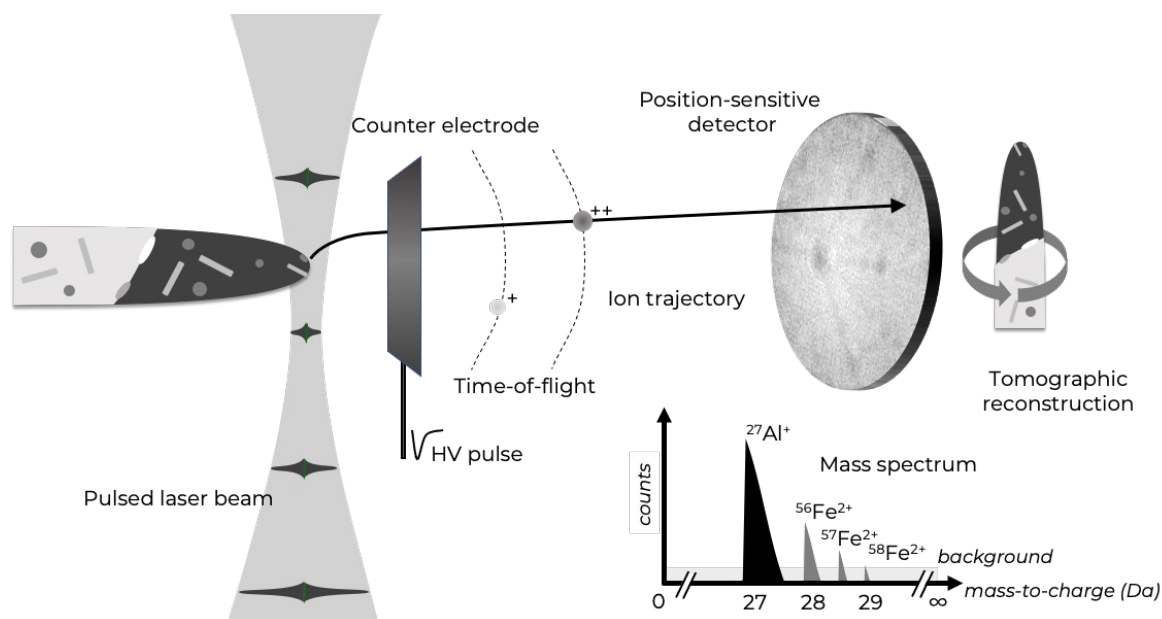 Position-sensitive
detector
Counter electrode
++
+
Ion trajectory
Time-of-flight
Tomographic
reconstruction
HV pulse
Pulsed laser beam
²⁷Al⁺
Mass spectrum
counts
⁵⁶Fe²⁺
⁵⁷Fe²⁺
⁵⁸Fe²⁺
background
mass-to-charge (Da)
0 // 27 28 29 // ∞